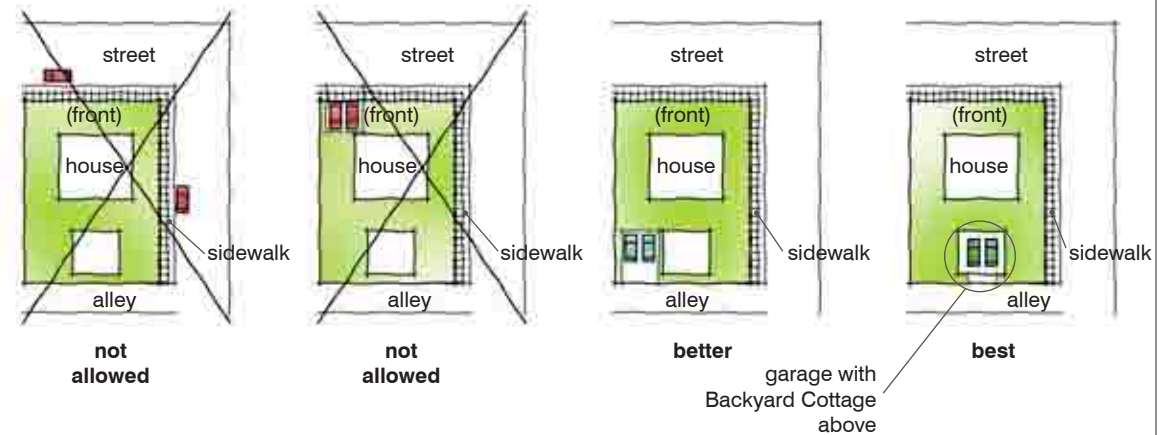 street
(front)
house
sidewalk
alley
not
allowed
street
(front)
house
sidewalk
alley
not
allowed
street
(front)
house
sidewalk
alley
better
street
(front)
house
sidewalk
alley
best
garage with
Backyard Cottage
above